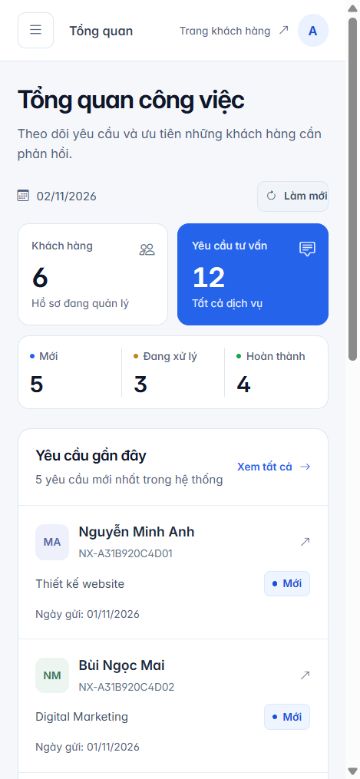 Tổng quan
Trang khách hàng
A
Tổng quan công việc
Theo dõi yêu cầu và ưu tiên những khách hàng cần
phản hồi.
02/11/2026
Làm mới
Khách hàng
6
Hồ sơ đang quản lý
Yêu cầu tư vấn
12
Tất cả dịch vụ
Mới
5
Đang xử lý
3
Hoàn thành
4
Yêu cầu gần đây
5 yêu cầu mới nhất trong hệ thống
Xem tất cả
MA
Nguyễn Minh Anh
NX-A31B920C4D01
Thiết kế website
Mới
Ngày gửi: 01/11/2026
NM
Bùi Ngọc Mai
NX-A31B920C4D02
Digital Marketing
Mới
Ngày gửi: 01/11/2026